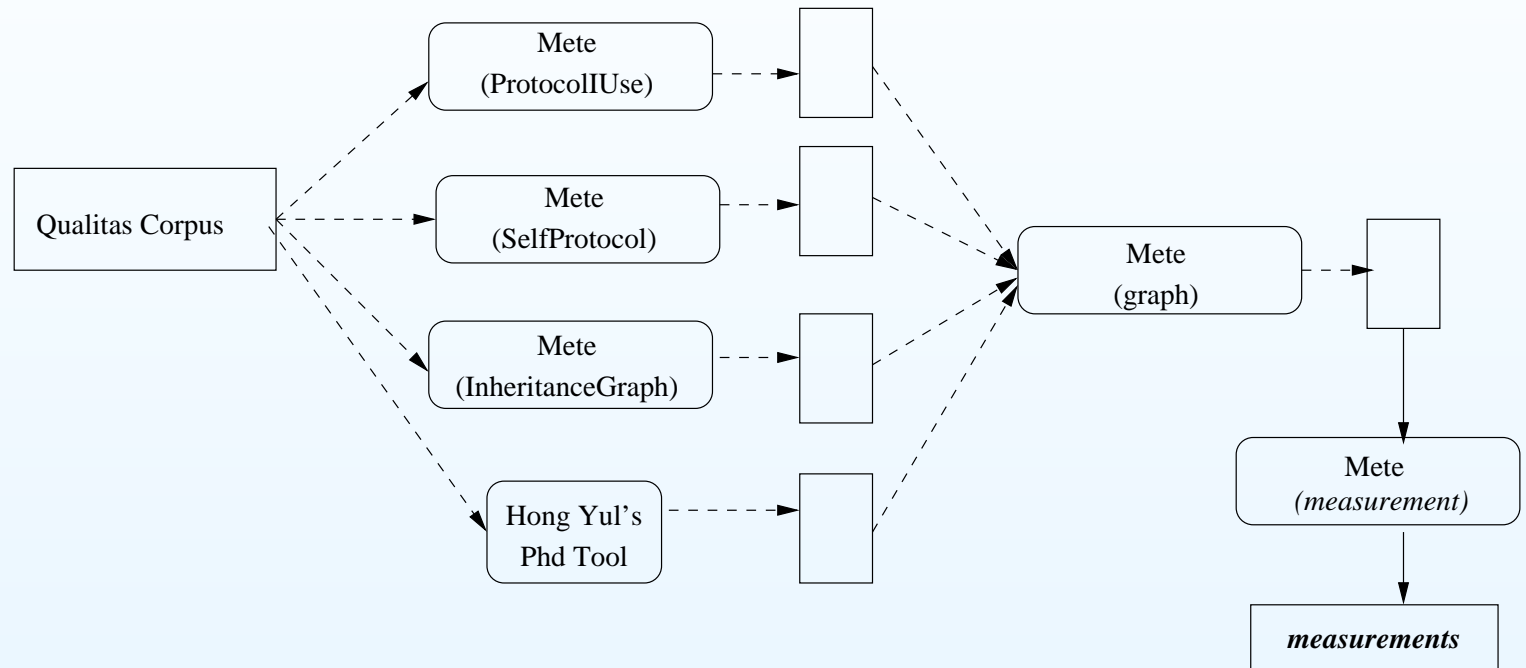 Mete
(ProtocolIUse)
Qualitas Corpus
Mete
(SelfProtocol)
Mete
(InheritanceGraph)
Hong Yul's
Phd Tool
Mete
(graph)
Mete
(measurement)
measurements